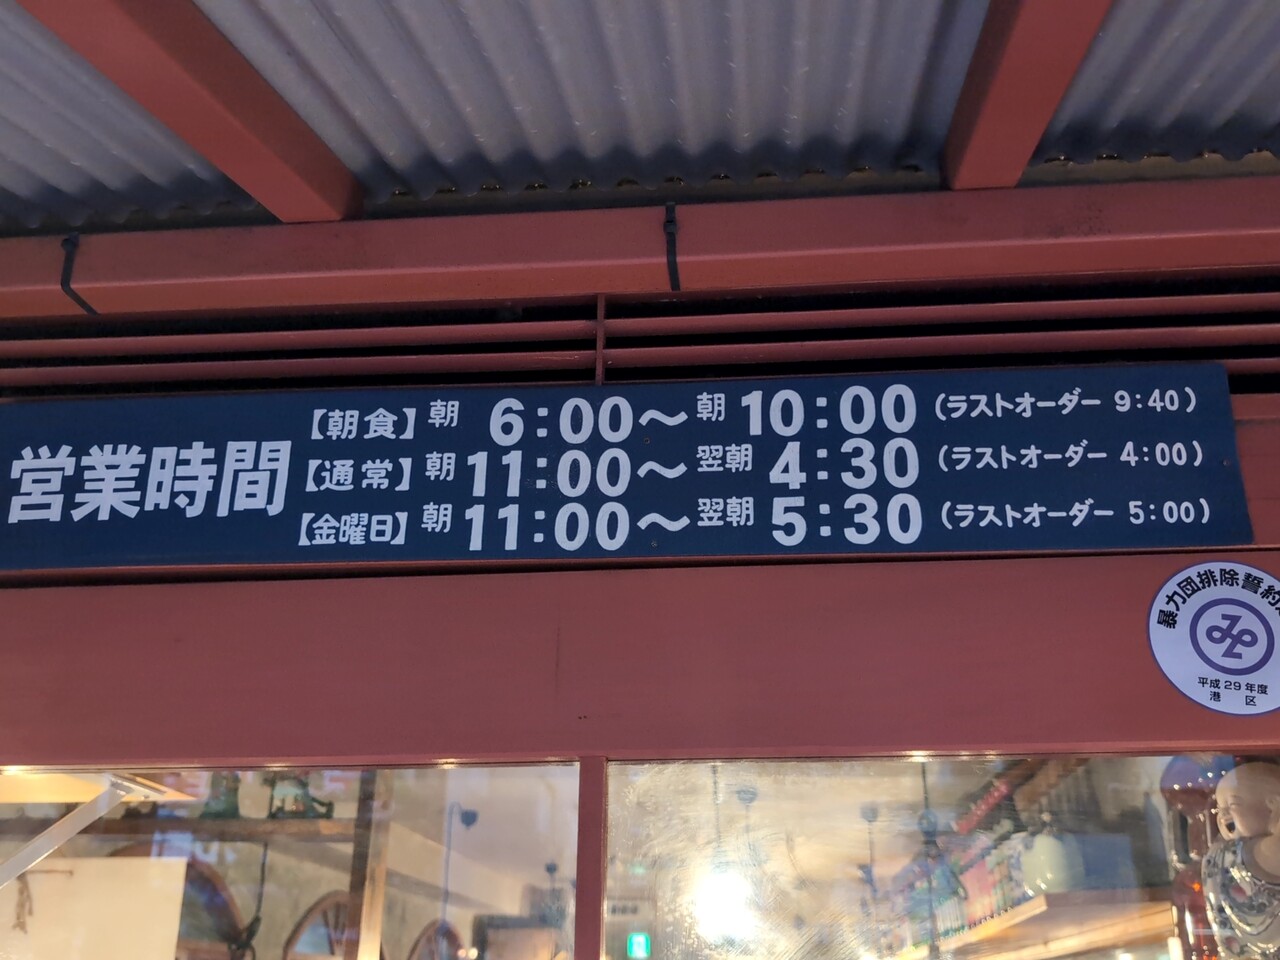 営業時間
【朝食】朝 6:00〜朝 10:00 (ラストオーダー 9:40)
【通常】朝 11:00〜翌朝 4:30 (ラストオーダー 4:00)
【金曜日】朝 11:00〜翌朝 5:30 (ラストオーダー 5:00)
暴力団排除誓約
平成29年度
港 区